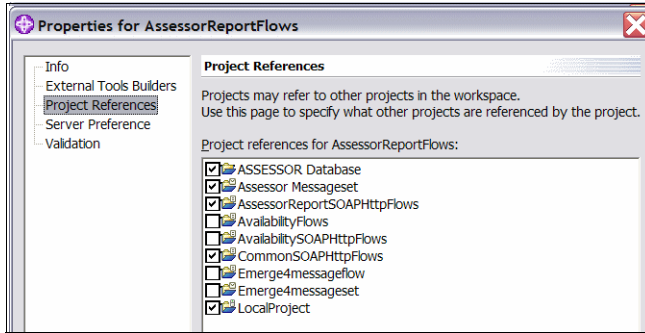 Properties for AssessorReportFlows
Info
External Tools Builders
Project References
Server Preference
Validation
Project References
Projects may refer to other projects in the workspace.
Use this page to specify what other projects are referenced by the project.
Project references for AssessorReportFlows:
ASSESSOR Database
Assessor Messageset
AssessorReportSOAPHttpFlows
AvailabilityFlows
AvailabilitySOAPHttpFlows
CommonSOAPHttpFlows
Emerge4messageflow
Emerge4messageset
LocalProject